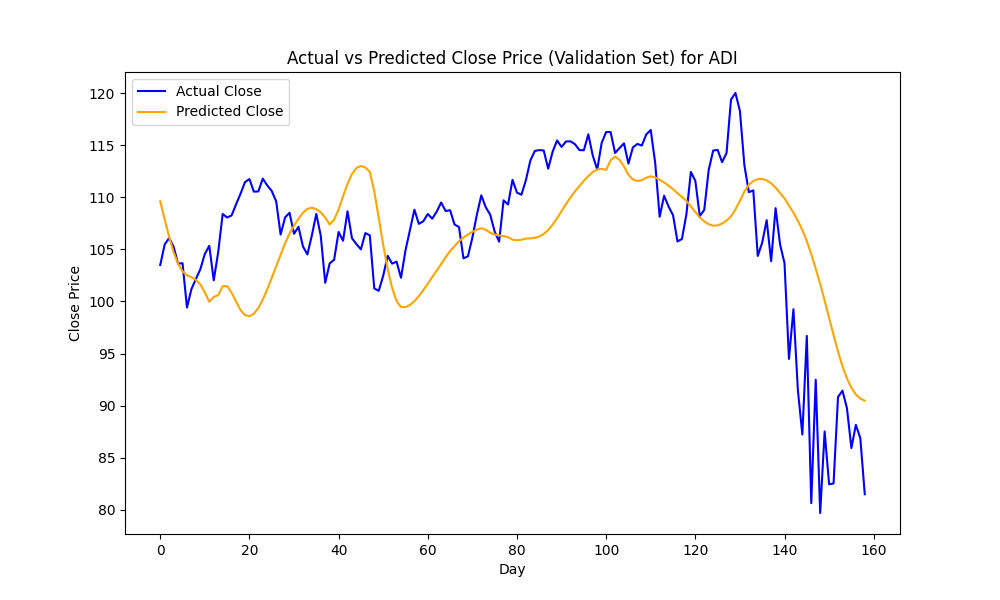 Actual vs Predicted Close Price (Validation Set) for ADI
Actual Close
Predicted Close
120
115
110
105
100
95
90
85
80
Close Price
0 20 40 60 80 100 120 140 160
Day